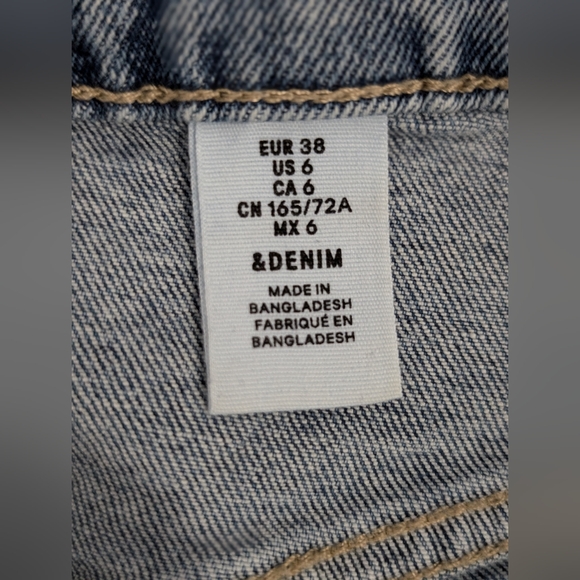 EUR 38
US 6
CA 6
CN 165/72A
MX 6
&DENIM
MADE IN
BANGLADESH
FABRIQUÉ EN
BANGLADESH